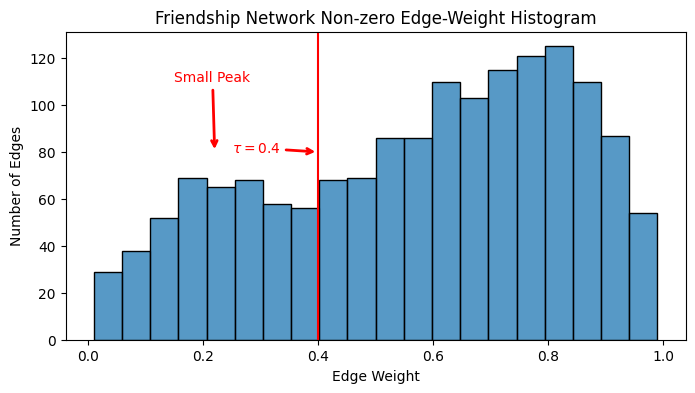 Friendship Network Non-zero Edge-Weight Histogram
Number of Edges
120
100
80
60
40
20
0
Small Peak
τ = 0.4
0.0 0.2 0.4 0.6 0.8 1.0
Edge Weight